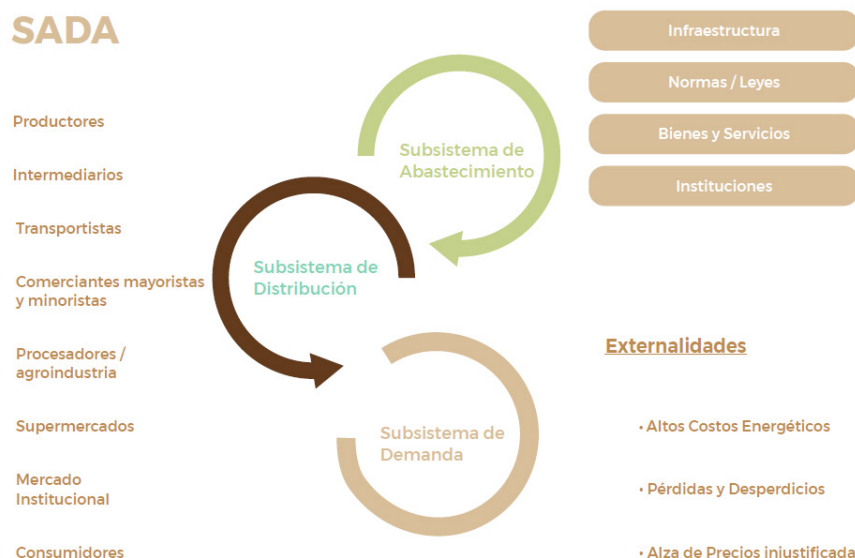 SADA
Productores
Intermediarios
Transportistas
Comerciantes mayoristas
y minoristas
Procesadores /
agroindustria
Supermercados
Mercado
Institucional
Consumidores
Subsistema de
Abastecimiento
Subsistema de
Distribución
Subsistema de
Demanda
Infraestructura
Normas / Leyes
Bienes y Servicios
Instituciones
Externalidades
• Altos Costos Energéticos
• Pérdidas y Desperdicios
• Alza de Precios injustificada